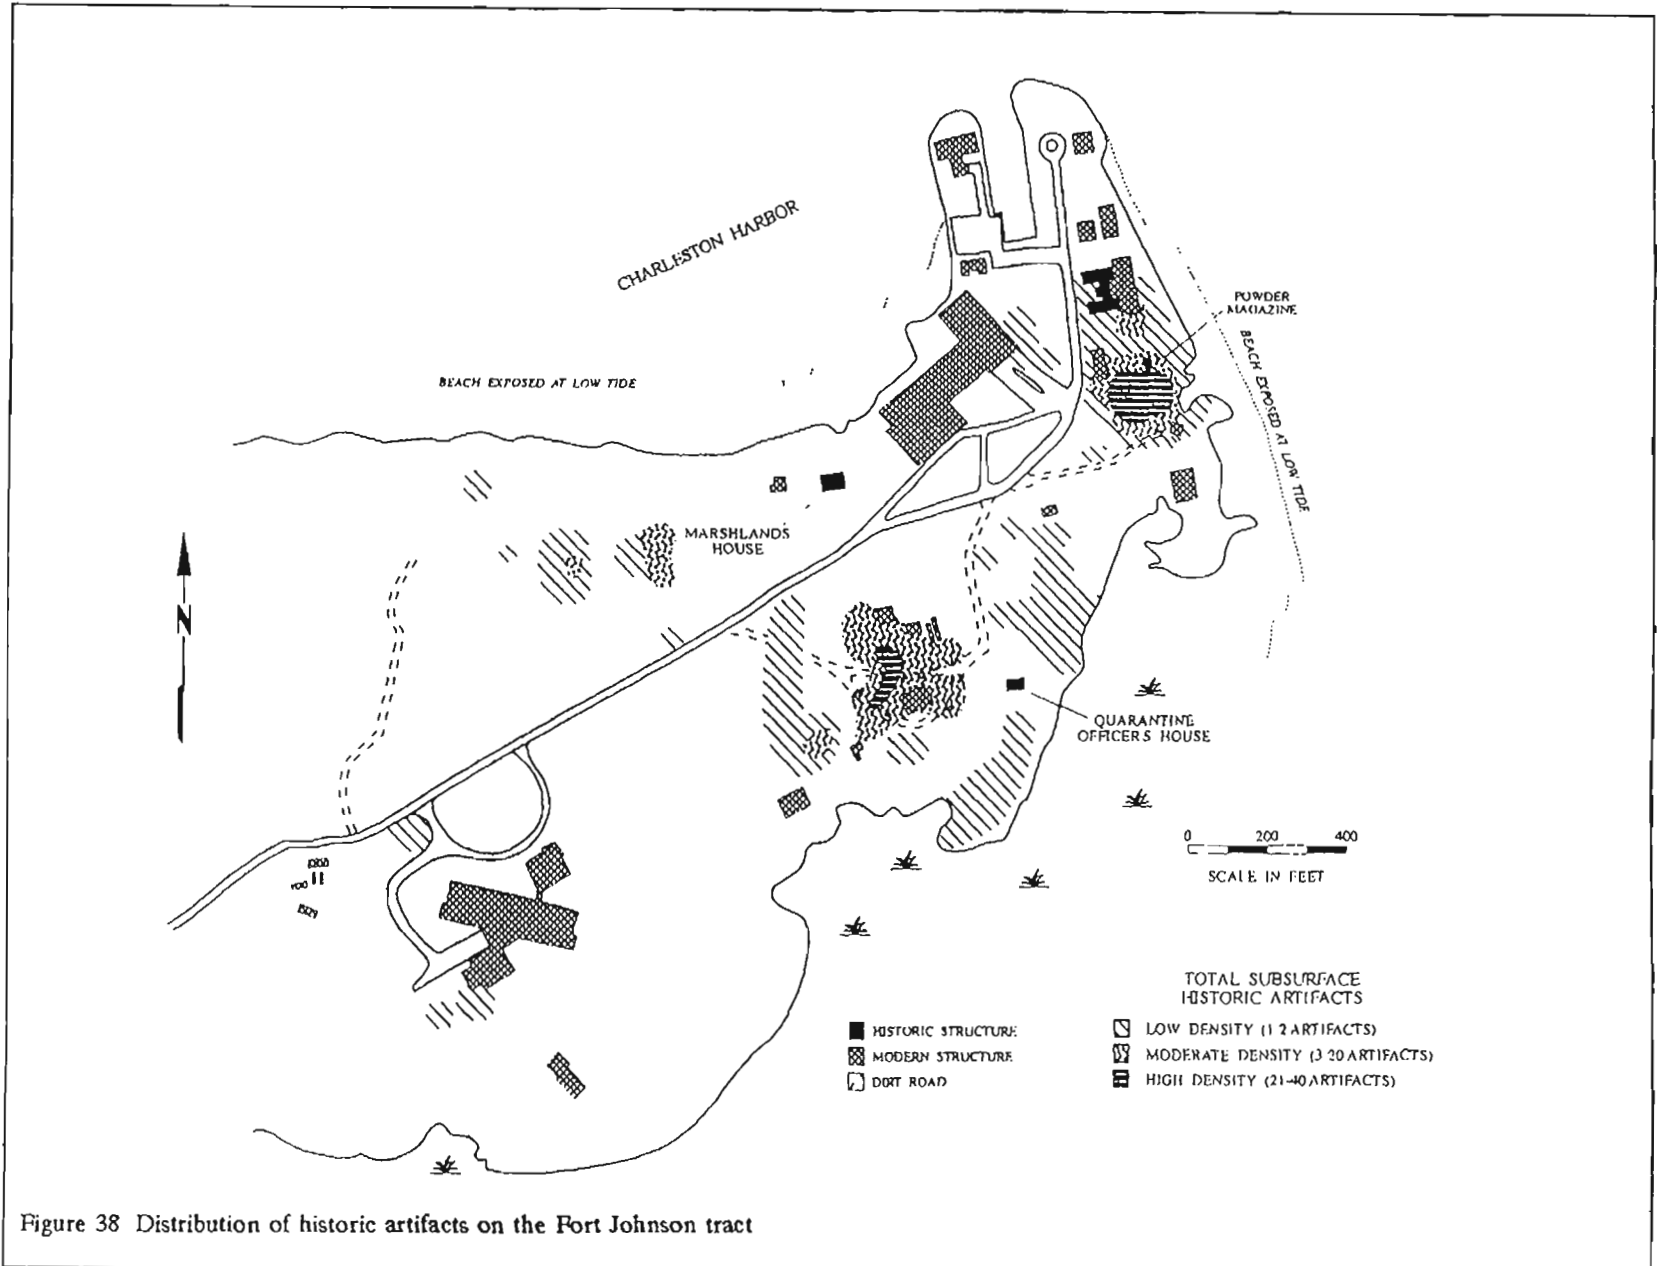 CHARLESTON HARBOR
POWDER
MAGAZINE
BEACH EXPOSED AT LOW TIDE
BEACH EXPOSED AT LOW TIDE
MARSHLANDS
HOUSE
N
QUARANTINE
OFFICER'S HOUSE
0 200 400
SCALE IN FEET
TOTAL SUBSURFACE
HISTORIC ARTIFACTS
HISTORIC STRUCTURE
MODERN STRUCTURE
DIRT ROAD
LOW DENSITY (1 2 ARTIFACTS)
MODERATE DENSITY (3 20 ARTIFACTS)
HIGH DENSITY (21-40 ARTIFACTS)
Figure 38 Distribution of historic artifacts on the Fort Johnson tract